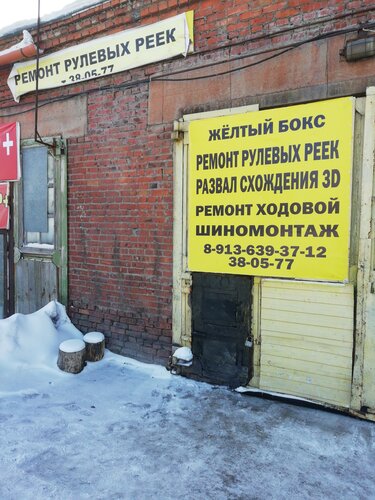 РЕМОНТ РУЛЕВЫХ РЕЕК
38-05-77
ЖЁЛТЫЙ БОКС
РЕМОНТ РУЛЕВЫХ РЕЕК
РАЗВАЛ СХОЖДЕНИЯ 3D
РЕМОНТ ХОДОВОЙ
ШИНОМОНТАЖ
8-913-639-37-12
38-05-77